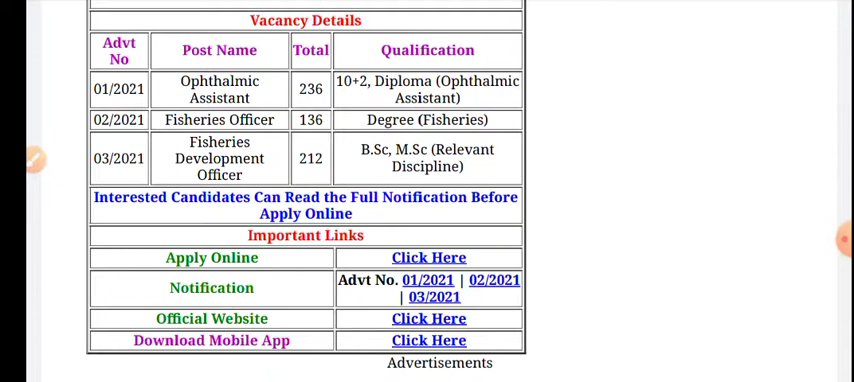 Vacancy Details
Advt No Post Name Total Qualification
01/2021 Ophthalmic Assistant 236 10+2, Diploma (Ophthalmic Assistant)
02/2021 Fisheries Officer 136 Degree (Fisheries)
03/2021 Fisheries Development Officer 212 B.Sc, M.Sc (Relevant Discipline)
Interested Candidates Can Read the Full Notification Before
Apply Online
Important Links
Apply Online Click Here
Notification Advt No. 01/2021 | 02/2021 | 03/2021
Official Website Click Here
Download Mobile App Click Here
Advertisements